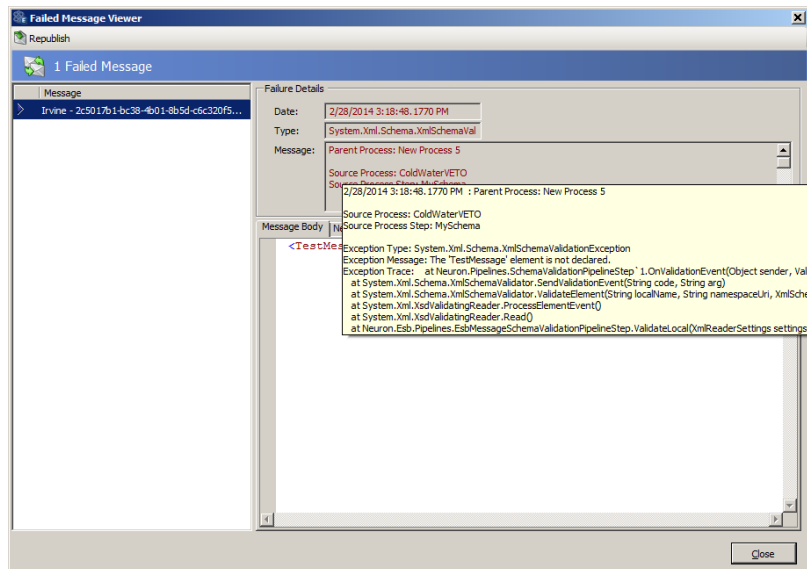 Failed Message Viewer
Republish
1 Failed Message
Message
Irvine - 2c5017b1-bc38-4b01-8b5d-c6c320f5...
Failure Details
Date: 2/28/2014 3:18:48.1770 PM
Type: System.Xml.Schema.XmlSchemaVal
Message: Parent Process: New Process 5
Source Process: ColdWaterVETO
Source Process Step: MySchema
2/28/2014 3:18:48.1770 PM : Parent Process: New Process 5
Source Process: ColdWaterVETO
Source Process Step: MySchema
Exception Type: System.Xml.Schema.XmlSchemaValidationException
Exception Message: The 'TestMessage' element is not declared.
Exception Trace: at Neuron.Pipelines.SchemaValidationPipelineStep`1.OnValidationEvent(Object sender, Val
at System.Xml.Schema.XmlSchemaValidator.SendValidationEvent(String code, String arg)
at System.Xml.Schema.XmlSchemaValidator.ValidateElement(String localName, String namespaceUri, XmlSche
at System.Xml.XsdValidatingReader.ProcessElementEvent()
at System.Xml.XsdValidatingReader.Read()
at Neuron.Esb.Pipelines.EsbMessageSchemaValidationPipelineStep.ValidateLocal(XmlReaderSettings settings
Message Body Ne
<TestMes
Close